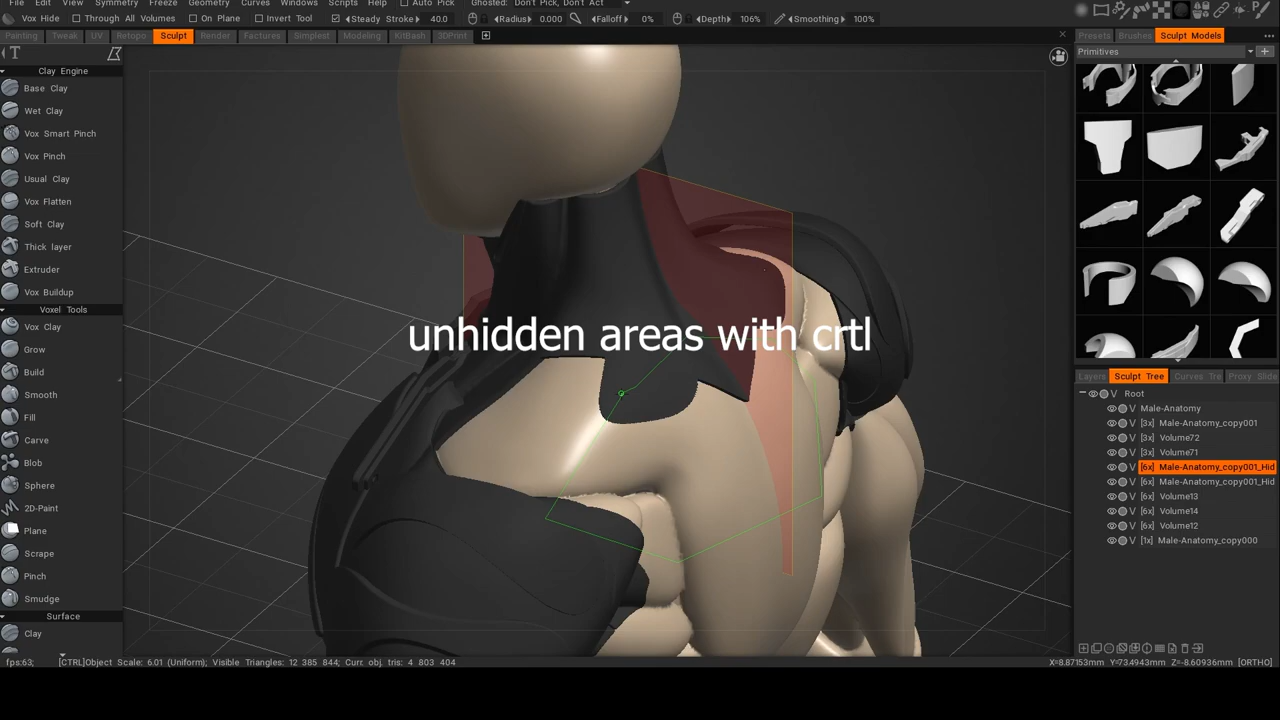 File Edit View Symmetry Freeze Geometry Curves Windows Scripts Help Auto Pick Ghosted: Don't Pick, Don't Act
Vox Hide Through All Volumes On Plane Invert Tool Steady Stroke 40.0 Radius 0.000 Falloff 0% Depth 106% Smoothing 100%
Painting Tweak UV Retopo Sculpt Render Factures Simplest Modeling KitBash 3DPrint
Presets Brushes Sculpt Models
Primitives
T
Clay Engine
Base Clay
Wet Clay
Vox Smart Pinch
Vox Pinch
Usual Clay
Vox Flatten
Soft Clay
Thick layer
Extruder
Vox Buildup
Voxel Tools
Vox Clay
Grow
Build
Smooth
Fill
Carve
Blob
Sphere
2D-Paint
Plane
Scrape
Pinch
Smudge
Surface
Clay
unhidden areas with crtl
Layers Sculpt Tree Curves Tre Proxy Slide
Root
V Male-Anatomy
V [3x] Male-Anatomy_copy001
V [3x] Volume72
V [3x] Volume71
V [6x] Male-Anatomy_copy001_Hid
V [6x] Male-Anatomy_copy001_Hid
V [6x] Volume13
V [6x] Volume14
V [6x] Volume12
V [1x] Male-Anatomy_copy000
fps:63; [CTRL]Object Scale: 6.01 (Uniform); Visible Triangles: 12 385 844; Curr. obj. tris: 4 803 404 X=8.87153mm Y=73.4943mm Z=-8.60936mm [ORTHO]